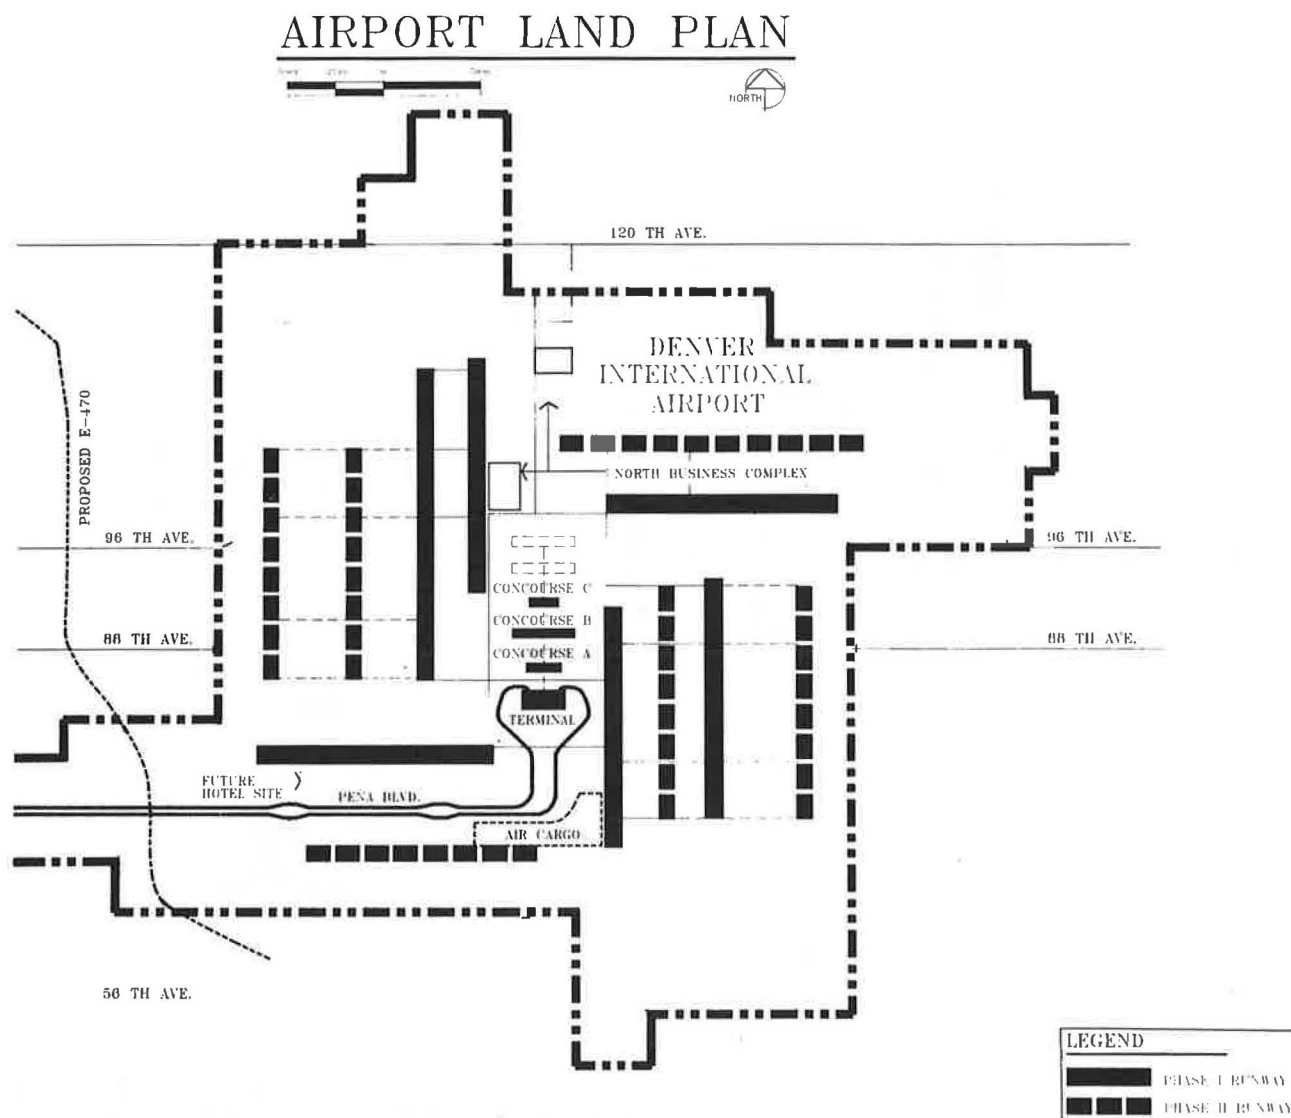 AIRPORT LAND PLAN
NORTH
120 TH AVE.
DENVER
INTERNATIONAL
AIRPORT
PROPOSED E-470
NORTH BUSINESS COMPLEX
96 TH AVE.
96 TH AVE.
CONCOURSE C
CONCOURSE B
88 TH AVE.
88 TH AVE.
CONCOURSE A
TERMINAL
FUTURE
HOTEL SITE
PENA BLVD.
AIR CARGO
56 TH AVE.
LEGEND
PHASE I RUNWAY
PHASE II RUNWAY